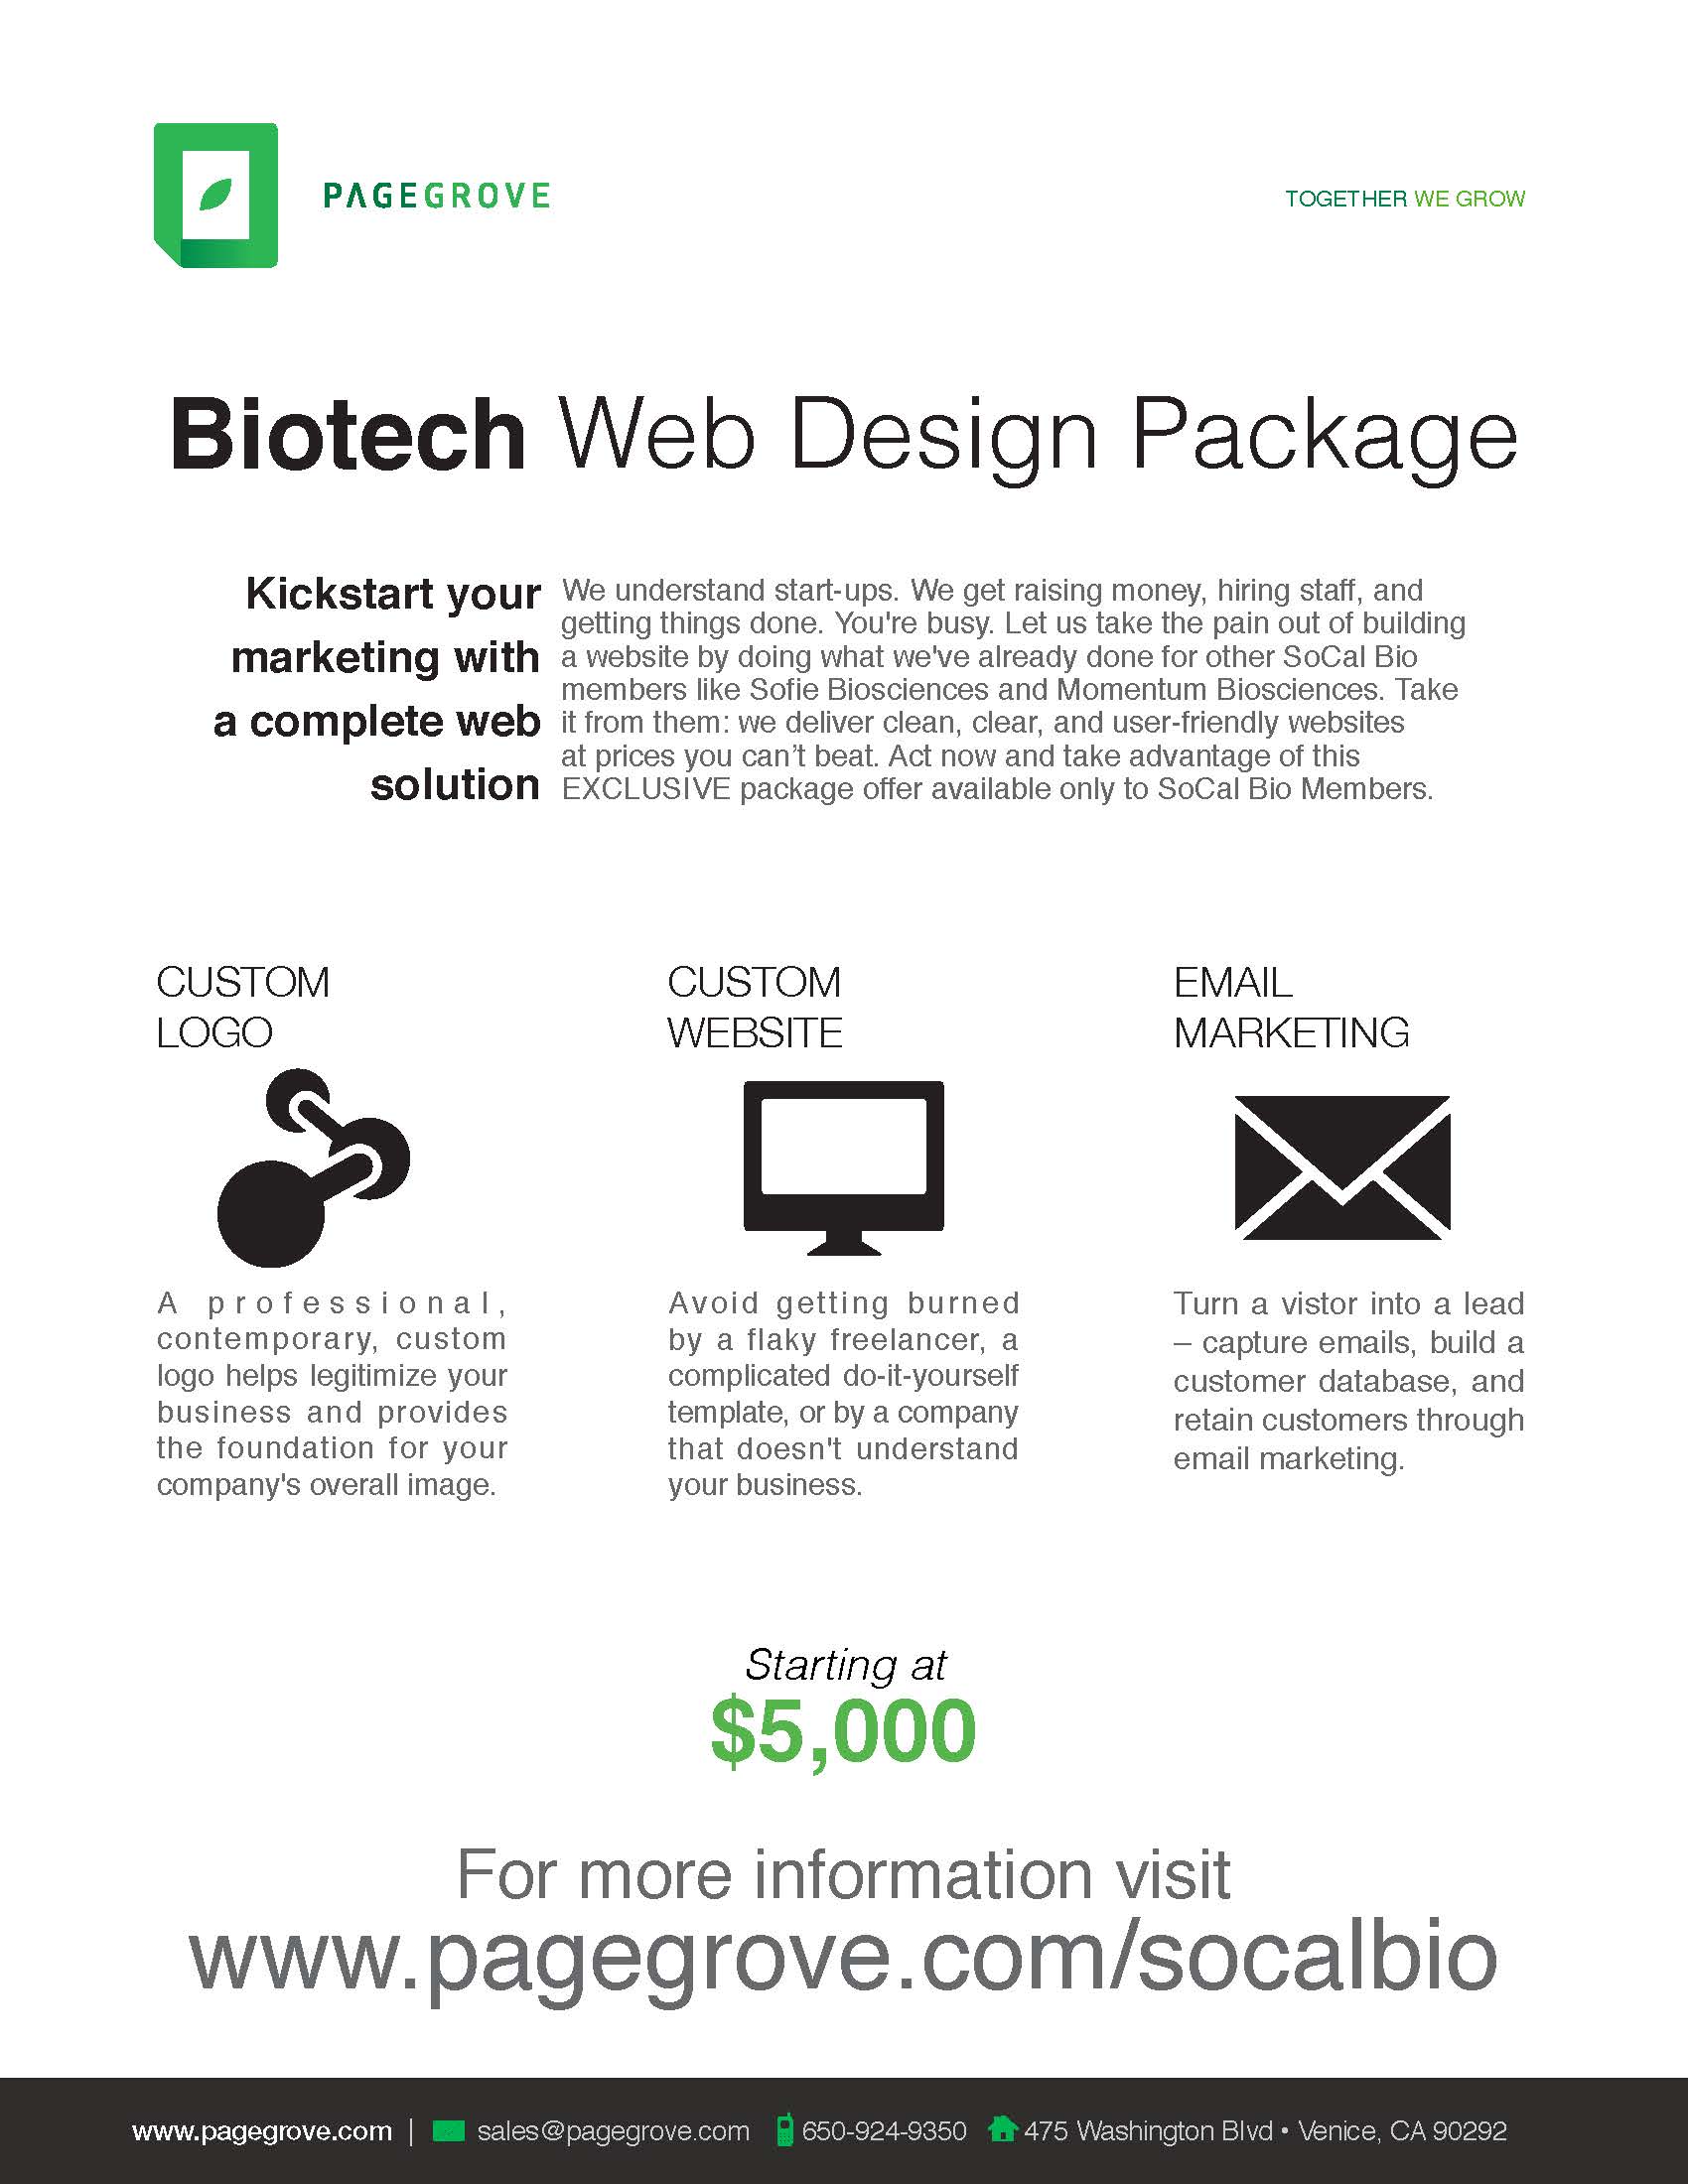 PAGEGROVE
TOGETHER WE GROW
Biotech Web Design Package
Kickstart your
marketing with
a complete web
solution
We understand start-ups. We get raising money, hiring staff, and
getting things done. You're busy. Let us take the pain out of building
a website by doing what we've already done for other SoCal Bio
members like Sofie Biosciences and Momentum Biosciences. Take
it from them: we deliver clean, clear, and user-friendly websites
at prices you can’t beat. Act now and take advantage of this
EXCLUSIVE package offer available only to SoCal Bio Members.
CUSTOM
LOGO
A professional,
contemporary, custom
logo helps legitimize your
business and provides
the foundation for your
company's overall image.
CUSTOM
WEBSITE
Avoid getting burned
by a flaky freelancer, a
complicated do-it-yourself
template, or by a company
that doesn't understand
your business.
EMAIL
MARKETING
Turn a vistor into a lead
– capture emails, build a
customer database, and
retain customers through
email marketing.
Starting at
$5,000
For more information visit
www.pagegrove.com/socalbio
www.pagegrove.com | sales@pagegrove.com 650-924-9350 475 Washington Blvd • Venice, CA 90292